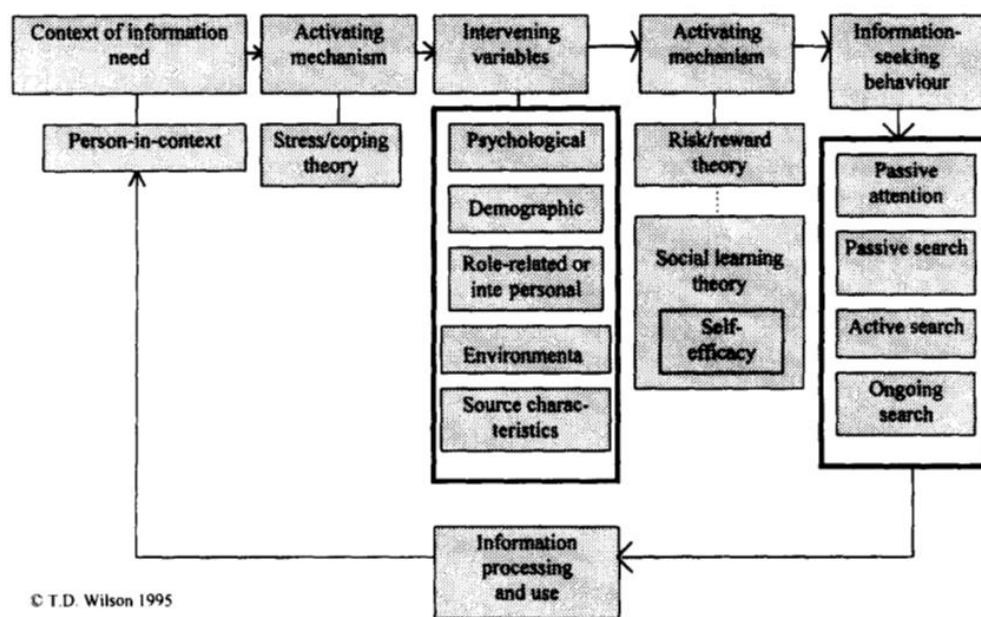 Context of information
need
Activating
mechanism
Intervening
variables
Activating
mechanism
Information-
seeking
behaviour
Person-in-context
Stress/coping
theory
Psychological
Demographic
Role-related or
inte personal
Environmenta
Source charac-
teristics
Risk/reward
theory
Social learning
theory
Self-
efficacy
Passive
attention
Passive search
Active search
Ongoing
search
Information
processing
and use
© T.D. Wilson 1995